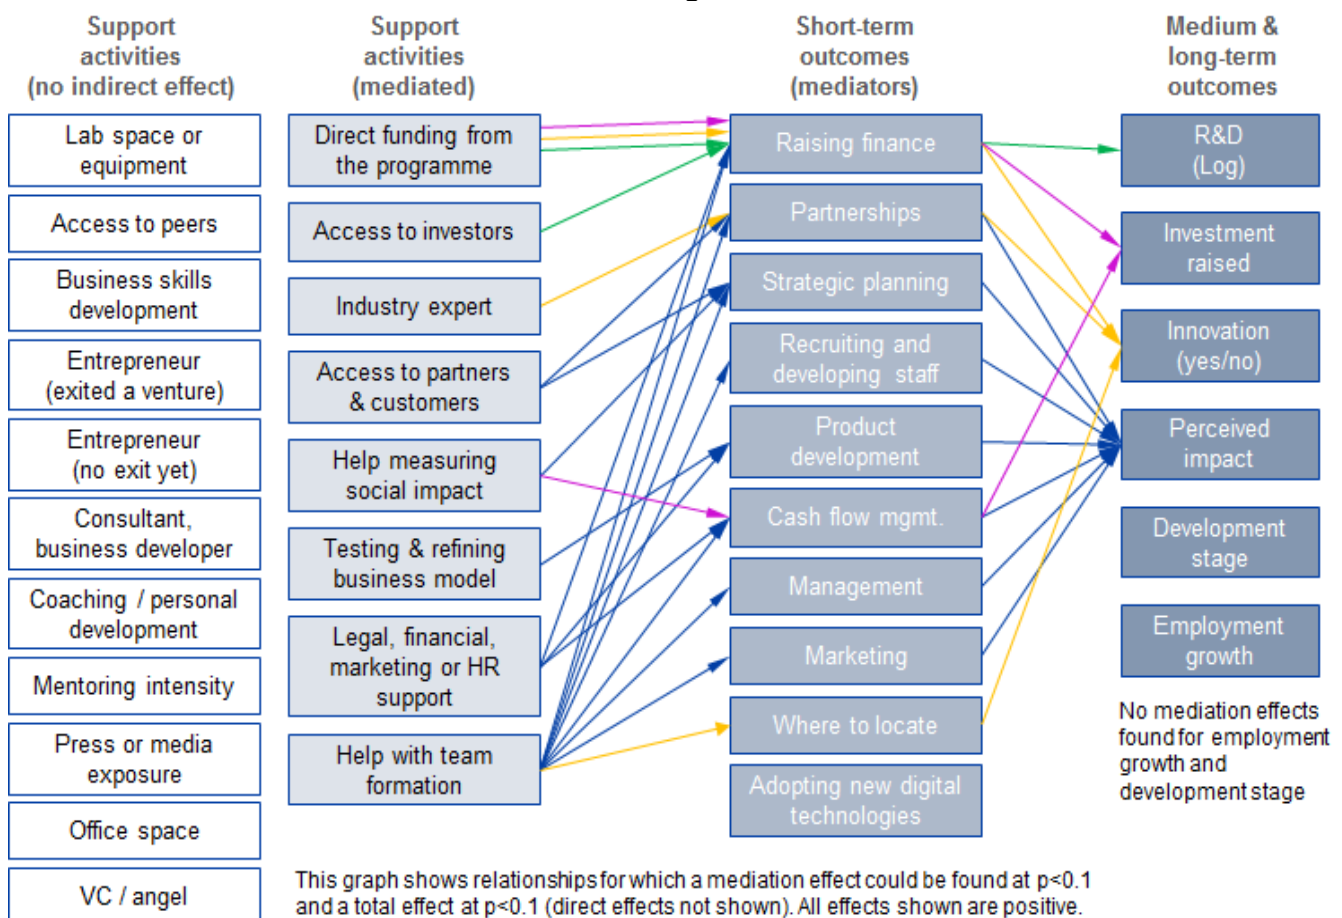 Support
activities
(no indirect effect)
Lab space or
equipment
Access to peers
Business skills
development
Entrepreneur
(exited a venture)
Entrepreneur
(no exit yet)
Consultant,
business developer
Coaching / personal
development
Mentoring intensity
Press or media
exposure
Office space
VC / angel
Support
activities
(mediated)
Direct funding from
the programme
Access to investors
Industry expert
Access to partners
& customers
Help measuring
social impact
Testing & refining
business model
Legal, financial,
marketing or HR
support
Help with team
formation
Short-term
outcomes
(mediators)
Raising finance
Partnerships
Strategic planning
Recruiting and
developing staff
Product
development
Cash flow mgmt.
Management
Marketing
Where to locate
Adopting new digital
technologies
Medium &
long-term
outcomes
R&D
(Log)
Investment
raised
Innovation
(yes/no)
Perceived
impact
Development
stage
Employment
growth
No mediation effects
found for employment
growth and
development stage
This graph shows relationships for which a mediation effect could be found at p<0.1
and a total effect at p<0.1 (direct effects not shown). All effects shown are positive.